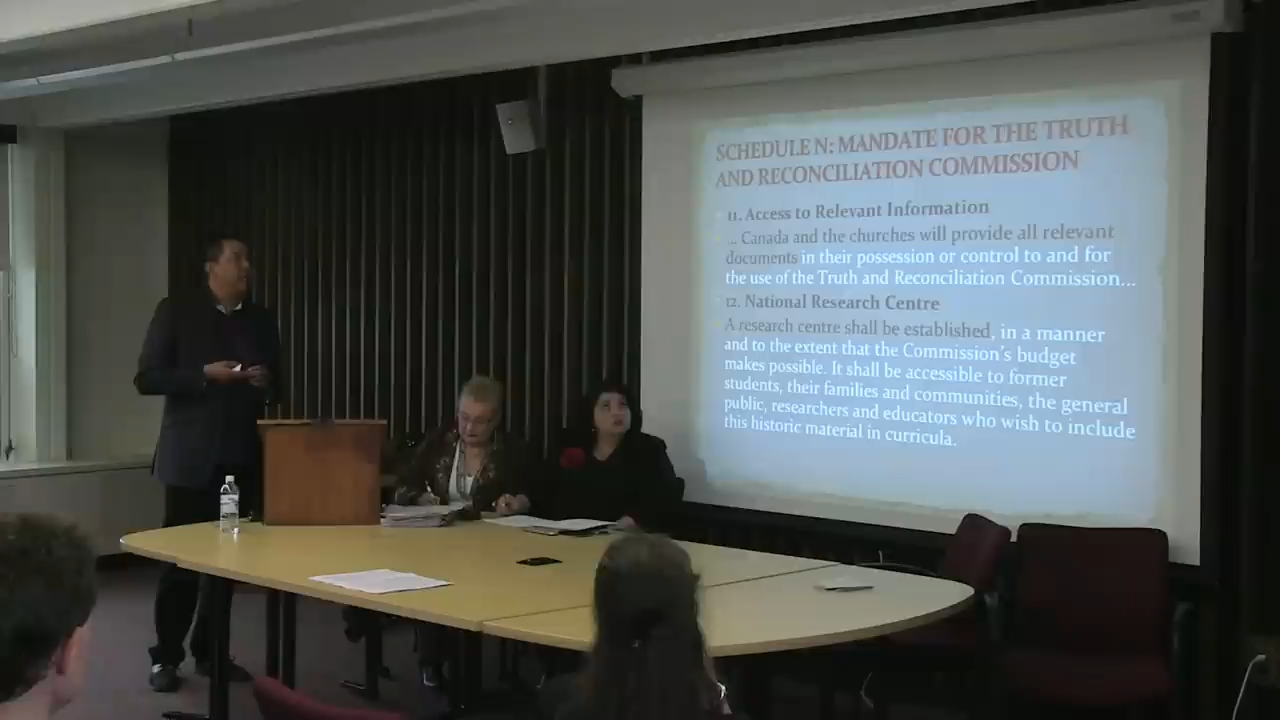 SCHEDULE N: MANDATE FOR THE TRUTH
AND RECONCILIATION COMMISSION
11. Access to Relevant Information
... Canada and the churches will provide all relevant
documents in their possession or control to and for
the use of the Truth and Reconciliation Commission...
12. National Research Centre
A research centre shall be established, in a manner
and to the extent that the Commission's budget
makes possible. It shall be accessible to former
students, their families and communities, the general
public, researchers and educators who wish to include
this historic material in curricula.